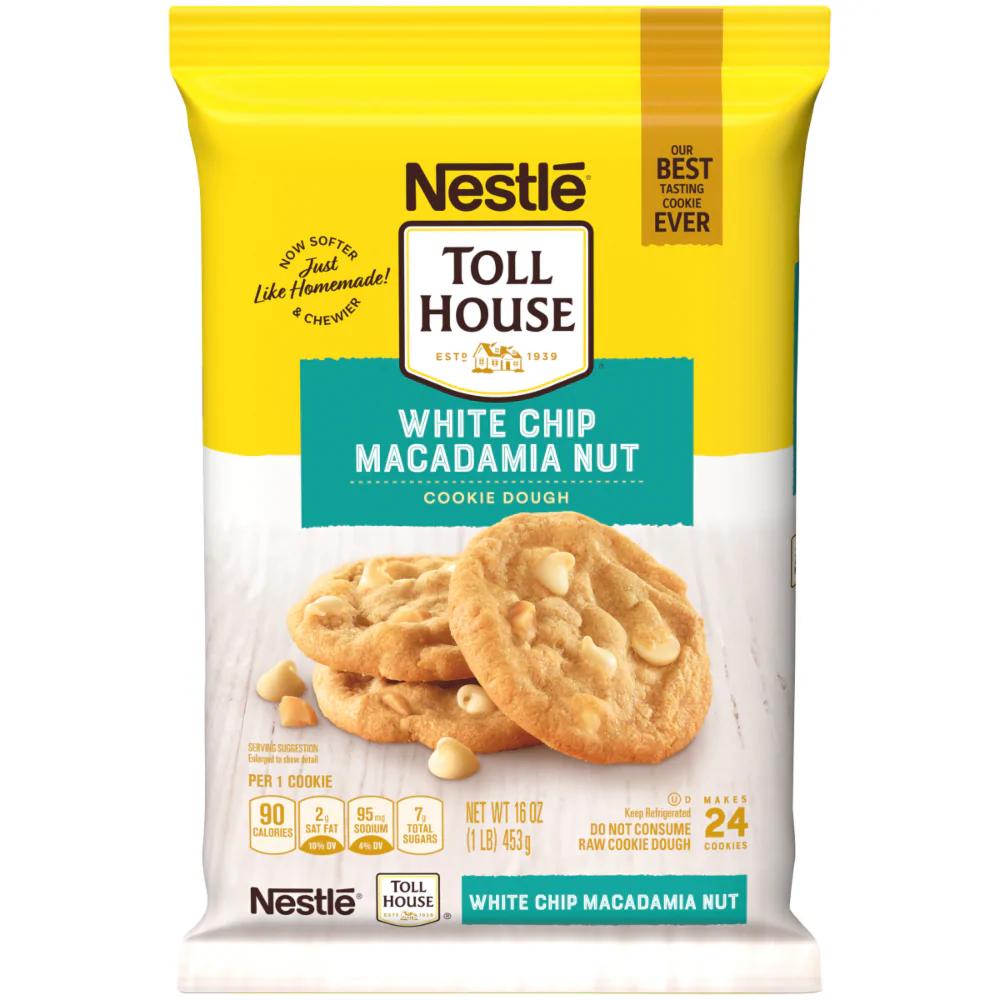 OUR
BEST
TASTING
COOKIE
EVER
Nestlé®
NOW SOFTER
Just
Like Homemade!
& CHEWIER
TOLL
HOUSE
ESTD 1939
®
WHITE CHIP
MACADAMIA NUT
COOKIE DOUGH
SERVING SUGGESTION
Enlarged to show detail
PER 1 COOKIE
90
CALORIES
2g
SAT FAT
10% DV
95mg
SODIUM
4% DV
7g
TOTAL
SUGARS
NET WT 16 OZ
(1 LB) 453g
Ⓤ D
Keep Refrigerated
DO NOT CONSUME
RAW COOKIE DOUGH
MAKES
24
COOKIES
Nestlé®
TOLL
HOUSE
ESTD 1939
®
WHITE CHIP MACADAMIA NUT